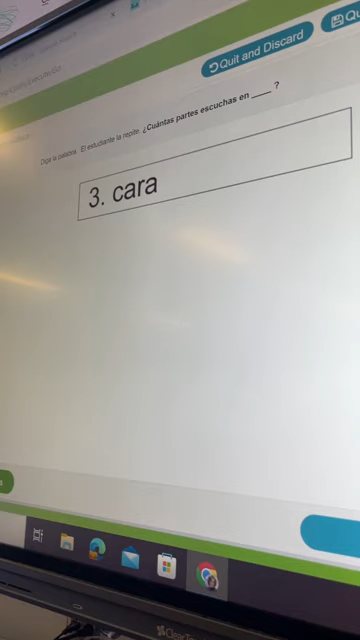 Quit and Discard
Diga la palabra. El estudiante la repite. ¿Cuántas partes escuchas en ____ ?
3. cara